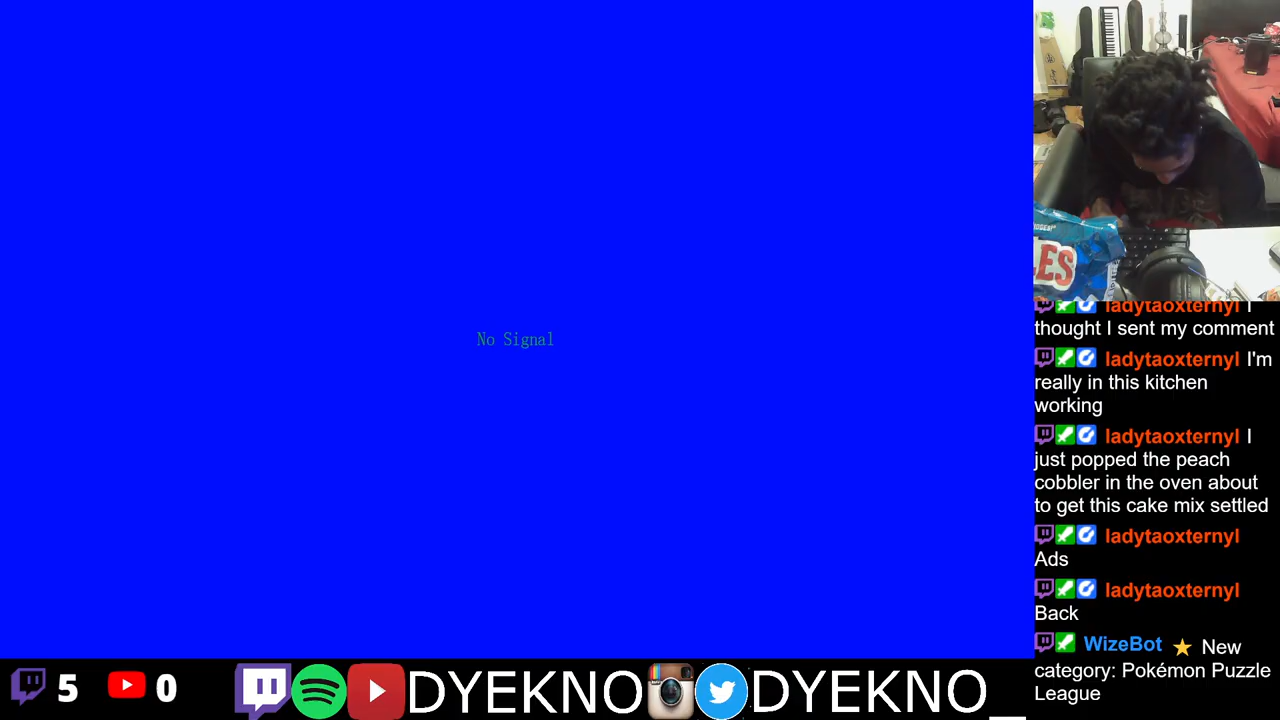 No Signal
LES
ladytaoxternyl I
thought I sent my comment
ladytaoxternyl I'm
really in this kitchen
working
ladytaoxternyl I
just popped the peach
cobbler in the oven about
to get this cake mix settled
ladytaoxternyl
Ads
ladytaoxternyl
Back
WizeBot New
category: Pokémon Puzzle
League
5 0 DYEKNO DYEKNO_